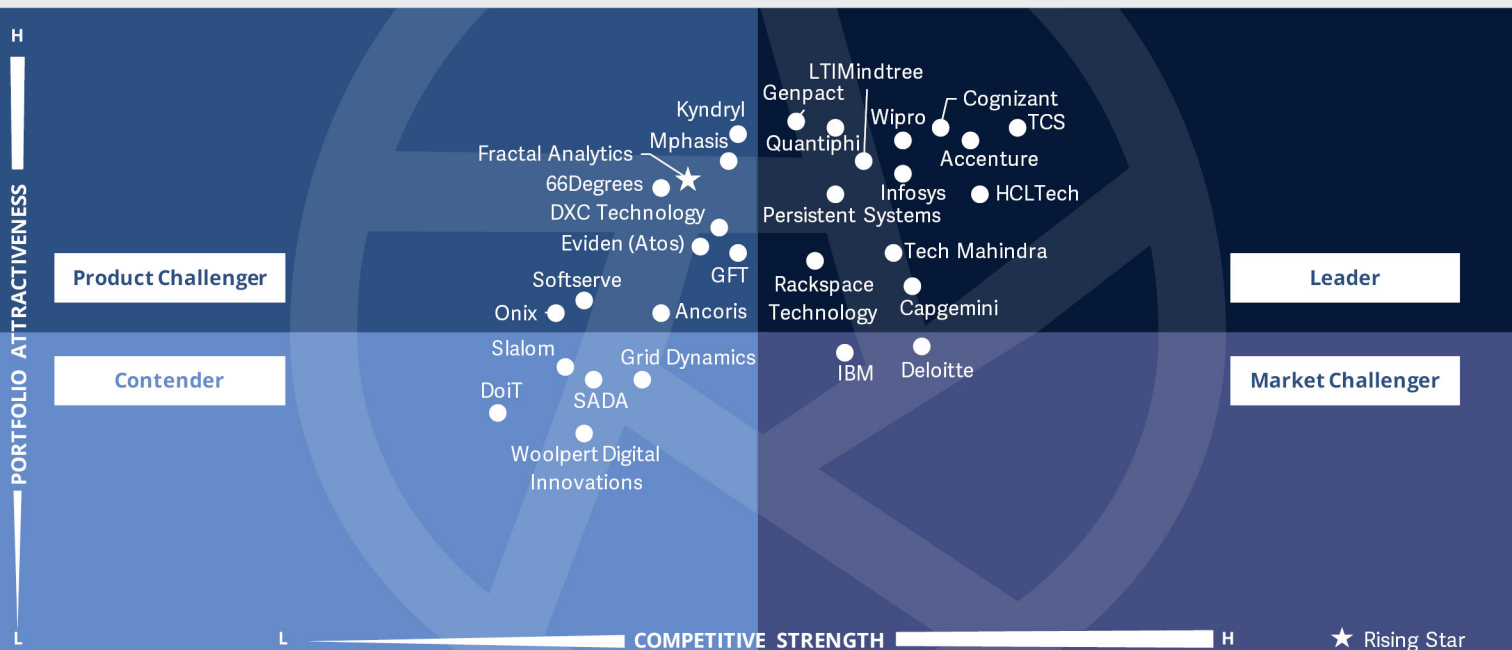 H
LTIMindtree
Genpact
Cognizant
Kyndryl
Wipro
TCS
Mphasis
Quantiphi
Fractal Analytics
Accenture
66Degrees
Infosys
HCLTech
DXC Technology
Persistent Systems
Eviden (Atos)
Tech Mahindra
GFT
Product Challenger
Softserve
Rackspace
Technology
Leader
Onix
Ancoris
Capgemini
Slalom
Grid Dynamics
IBM
Deloitte
Contender
Market Challenger
DoiT
SADA
Woolpert Digital
Innovations
PORTFOLIO ATTRACTIVENESS
L
L
COMPETITIVE STRENGTH
H
Rising Star